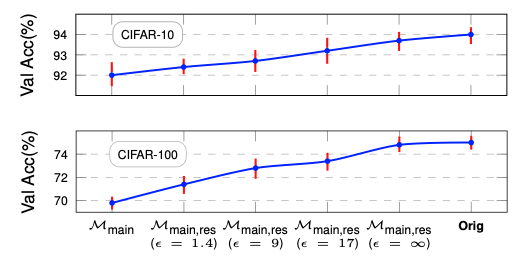 Val Acc(%)
94
93
92
CIFAR-10
Val Acc(%)
74
72
70
CIFAR-100
ℳmain ℳmain,res ℳmain,res ℳmain,res ℳmain,res Orig
(ϵ = 1.4) (ϵ = 9) (ϵ = 17) (ϵ = ∞)